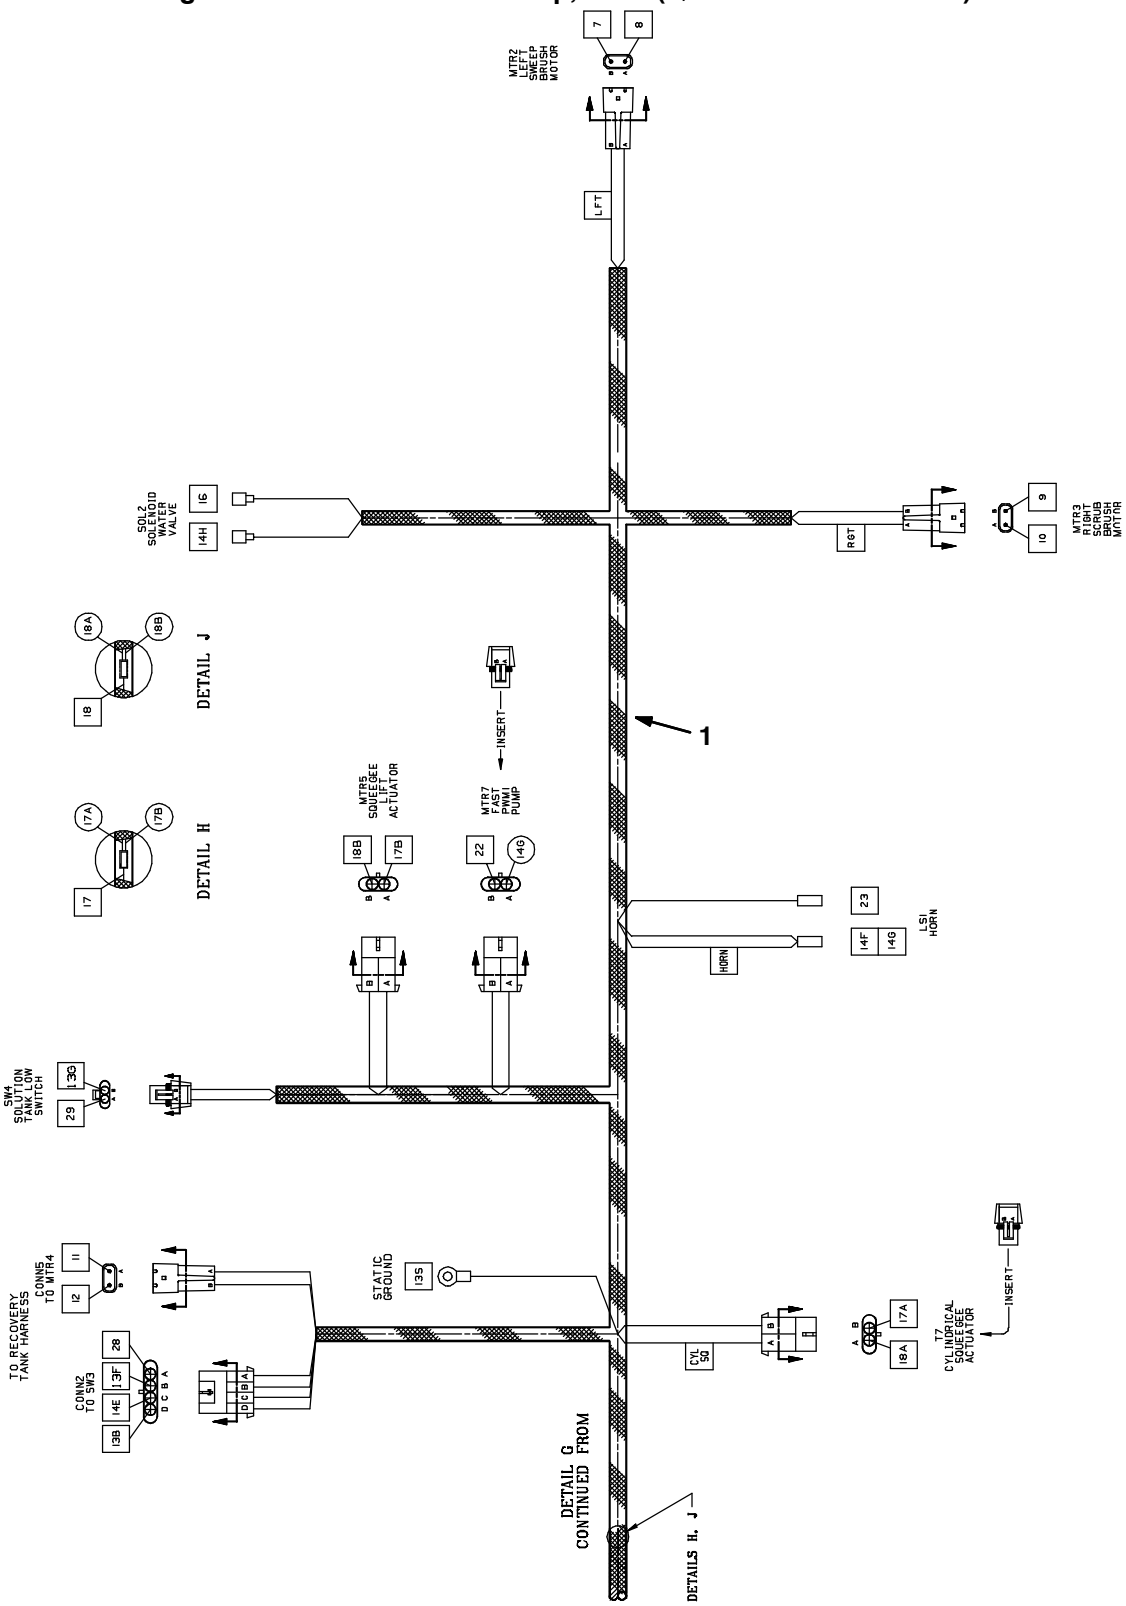 7
8
MTR2
LEFT
SWEEP
BRUSH
MOTOR
B
A
B
A
LFT
SOL2
SOLENOID
WATER
VALVE
16
14H
RGT
B
A
B
A
9
10
MTR3
RIGHT
SCRUB
BRUSH
MOTOR
18A
18B
18
DETAIL J
17A
17B
17
DETAIL H
B
A
INSERT
MTR5
SQUEEGEE
LIFT
ACTUATOR
MTR7
FAST
PWM1
PUMP
18B
17B
22
14G
B
A
B
A
B
A
B
A
1
HORN
23
14F
14G
LS1
HORN
SW4
SOLUTION
TANK LOW
SWITCH
13G
29
A
B
TO RECOVERY
TANK HARNESS
CONN5
TO MTR4
11
12
A
B
A
B
CONN2
TO SW3
28
13F
14E
13B
D C B A
D C B A
STATIC
GROUND
13S
CYL
SQ
B
A
B
A
17A
18A
T7
CYLINDRICAL
SQUEEGEE
ACTUATOR
INSERT
B
A
DETAIL G
CONTINUED FROM
DETAILS H, J